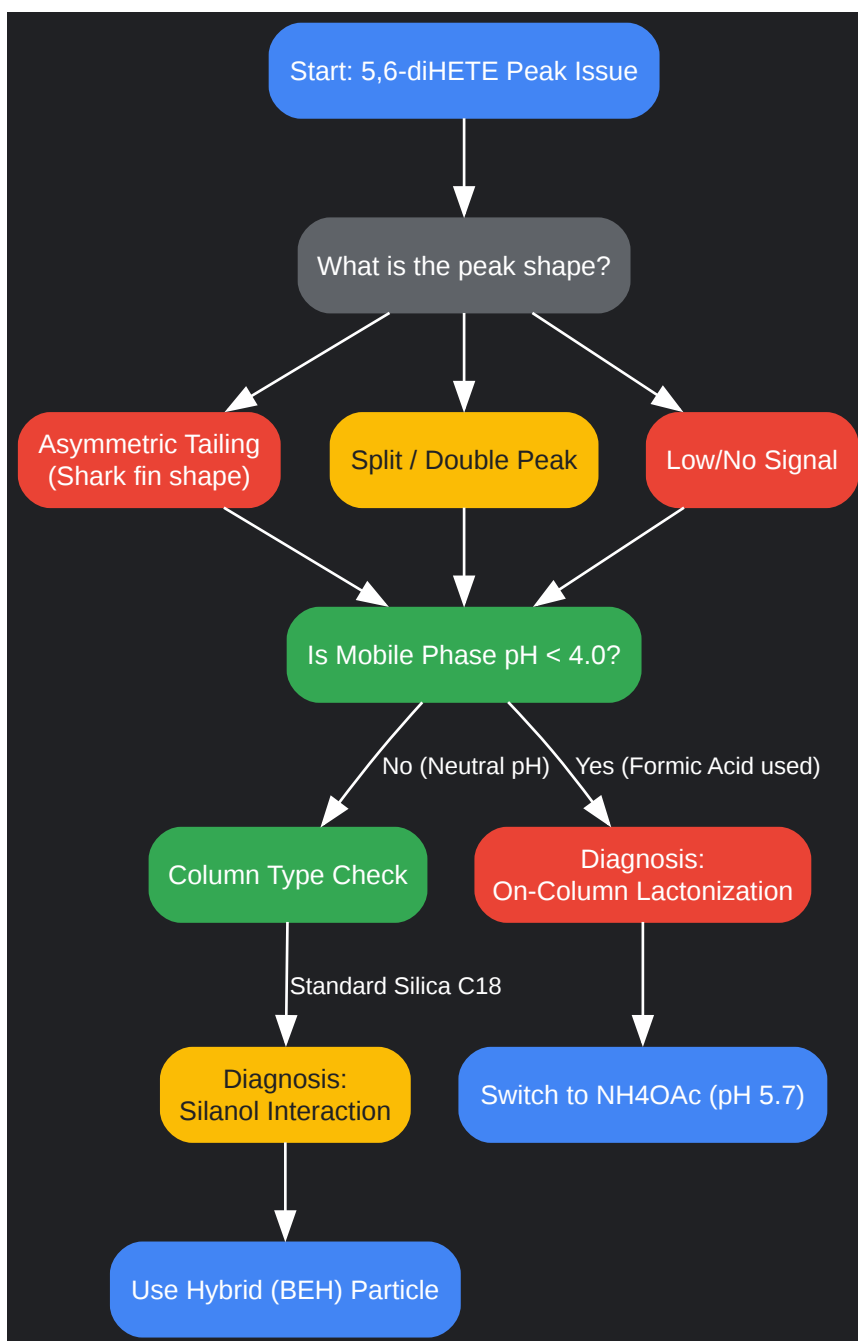 Start: 5,6-diHETE Peak Issue
What is the peak shape?
Asymmetric Tailing
(Shark fin shape)
Split / Double Peak
Low/No Signal
Is Mobile Phase pH < 4.0?
No (Neutral pH)
Yes (Formic Acid used)
Column Type Check
Diagnosis:
On-Column Lactonization
Standard Silica C18
Diagnosis:
Silanol Interaction
Switch to NH4OAc (pH 5.7)
Use Hybrid (BEH) Particle